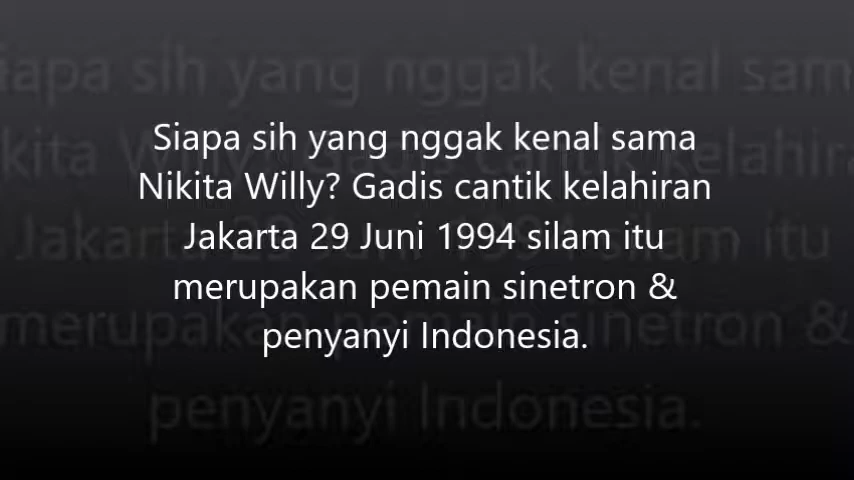 Siapa sih yang nggak kenal sama
Nikita Willy? Gadis cantik kelahiran
Jakarta 29 Juni 1994 silam itu
merupakan pemain sinetron &
penyanyi Indonesia.